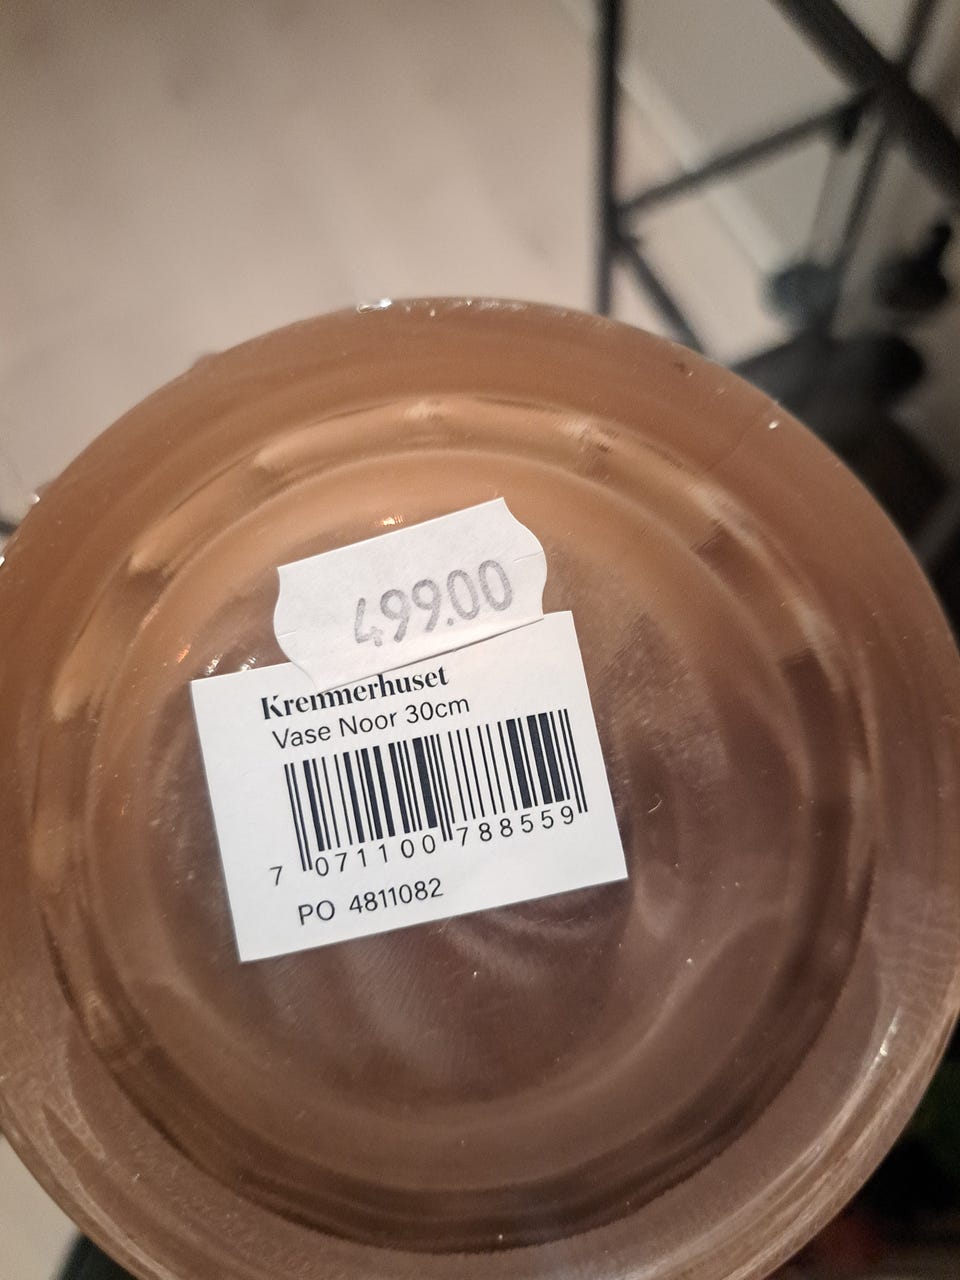 499.00
Kremmerhuset
Vase Noor 30cm
7 071100 788559
PO 4811082